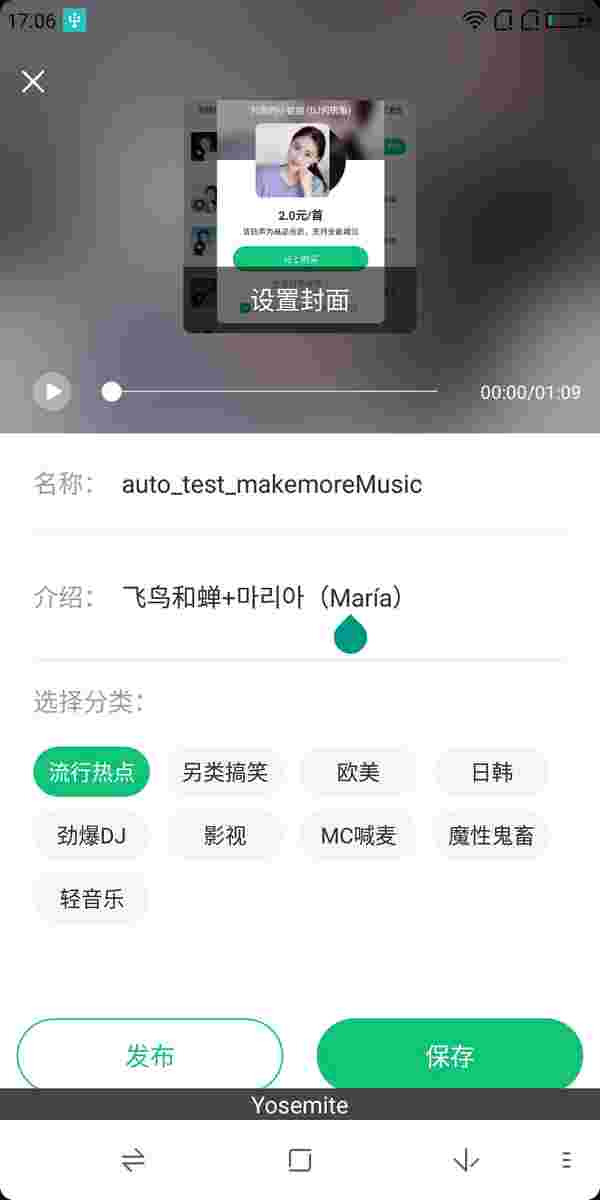 17:06
2.0元/首
设置封面
00:00/01:09
名称：
auto_test_makemoreMusic
介绍：
飞鸟和蝉+마리아（María）
选择分类：
流行热点
另类搞笑
欧美
日韩
劲爆DJ
影视
MC喊麦
魔性鬼畜
轻音乐
发布
保存
Yosemite